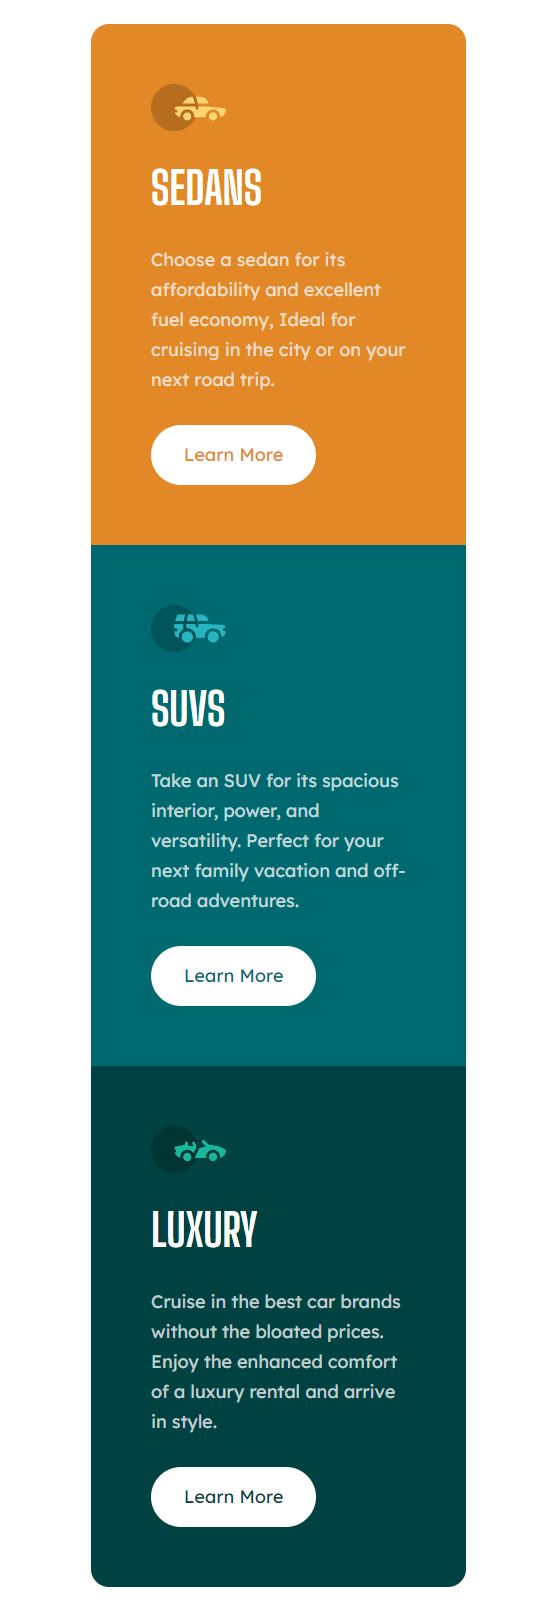 SEDANS
Choose a sedan for its
affordability and excellent
fuel economy, Ideal for
cruising in the city or on your
next road trip.
Learn More
SUVS
Take an SUV for its spacious
interior, power, and
versatility. Perfect for your
next family vacation and off-
road adventures.
Learn More
LUXURY
Cruise in the best car brands
without the bloated prices.
Enjoy the enhanced comfort
of a luxury rental and arrive
in style.
Learn More